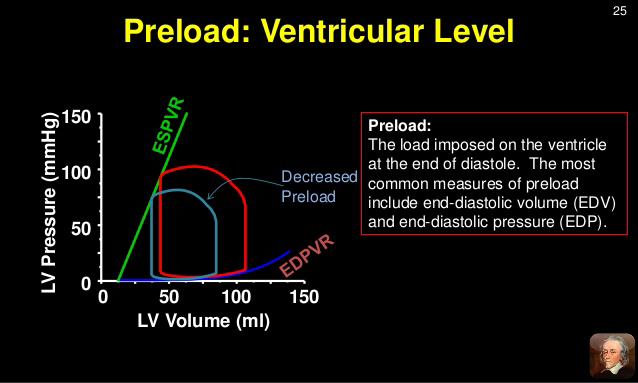 25
Preload: Ventricular Level
LV Pressure (mmHg)
150
100
50
0
ESPVR
Decreased
Preload
EDPVR
0 50 100 150
LV Volume (ml)
Preload:
The load imposed on the ventricle
at the end of diastole. The most
common measures of preload
include end-diastolic volume (EDV)
and end-diastolic pressure (EDP).